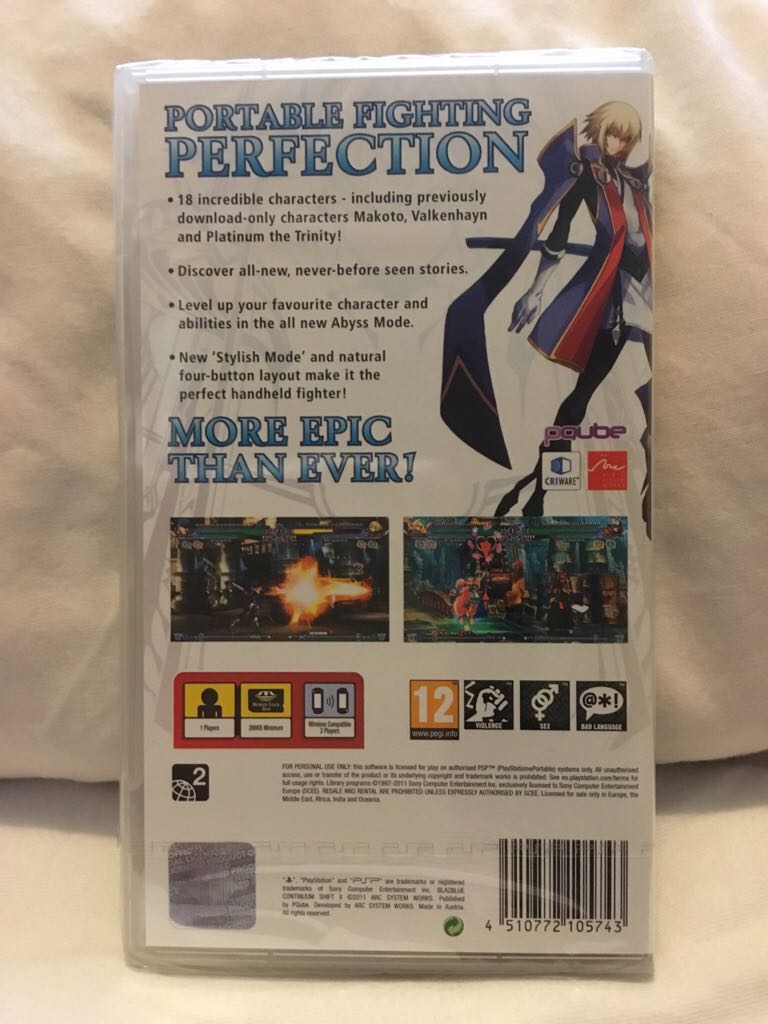 PORTABLE FIGHTING
PERFECTION
• 18 incredible characters - including previously
download-only characters Makoto, Valkenhayn
and Platinum the Trinity!
• Discover all-new, never-before seen stories.
• Level up your favourite character and
abilities in the all new Abyss Mode.
• New 'Stylish Mode' and natural
four-button layout make it the
perfect handheld fighter!
MORE EPIC
THAN EVER!
pqube
CRIWARE™
1 Players
288KB Minimum
Wireless Compatible
2 Players
12
www.pegi.info
VIOLENCE
SEX
@*!
BAD LANGUAGE
2
FOR PERSONAL USE ONLY: this software is licensed for play on authorised PSP™ (PlayStation®Portable) systems only. All unauthorised
access, use or transfer of the product or its underlying copyright and trademark works is prohibited. See eu.playstation.com/terms for
full usage rights. Library programs ©1997-2011 Sony Computer Entertainment Inc. exclusively licensed to Sony Computer Entertainment
Europe (SCEE). RESALE AND RENTAL ARE PROHIBITED UNLESS EXPRESSLY AUTHORISED BY SCEE. Licensed for sale only in Europe, the
Middle East, Africa, India and Oceania.
"PlayStation" and "PSP" are trademarks or registered
trademarks of Sony Computer Entertainment Inc. BLAZBLUE
CONTINUUM SHIFT II ©2011 ARC SYSTEM WORKS. Published
by PQube. Developed by ARC SYSTEM WORKS. Made in Austria.
All rights reserved.
4 510772 105743